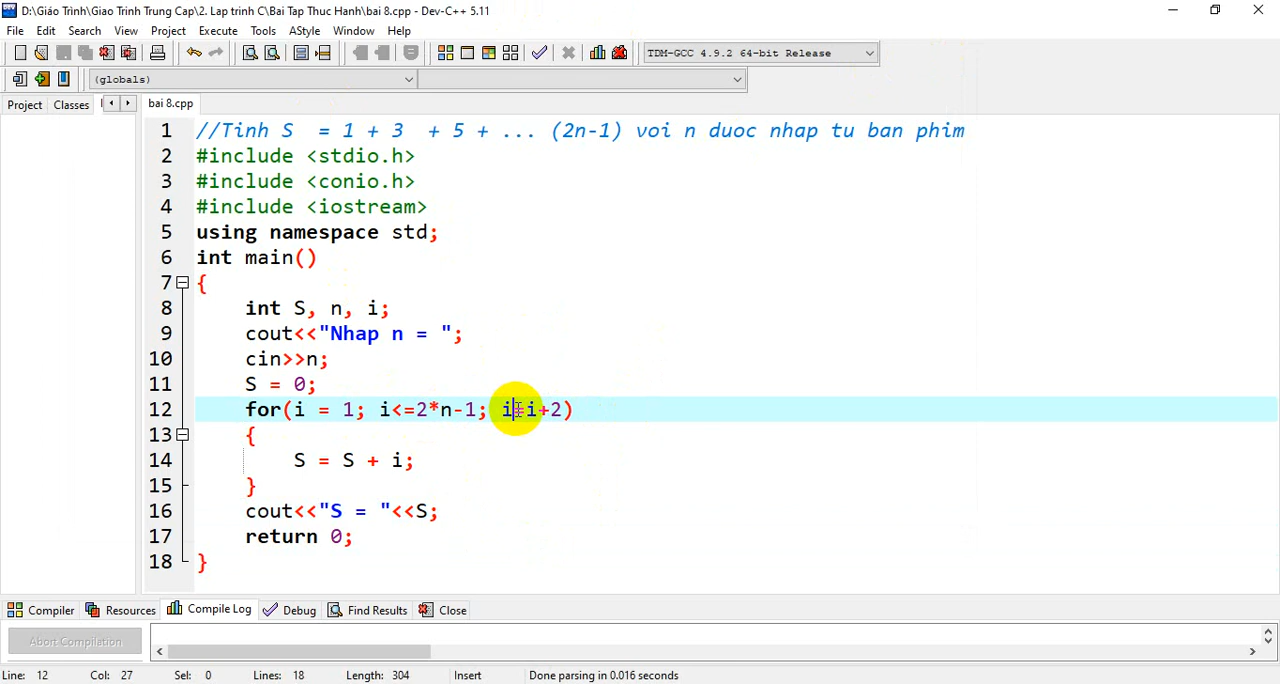 D:\Giáo Trình\Giao Trinh Trung Cap\2. Lap trinh C\Bai Tap Thuc Hanh\bai 8.cpp - Dev-C++ 5.11
File Edit Search View Project Execute Tools AStyle Window Help
TDM-GCC 4.9.2 64-bit Release
(globals)
Project Classes bai 8.cpp
1 //Tinh S = 1 + 3 + 5 + ... (2n-1) voi n duoc nhap tu ban phim
2 #include <stdio.h>
3 #include <conio.h>
4 #include <iostream>
5 using namespace std;
6 int main()
7 {
8 int S, n, i;
9 cout<<"Nhap n = ";
10 cin>>n;
11 S = 0;
12 for(i = 1; i<=2*n-1; i=i+2)
13 {
14 S = S + i;
15 }
16 cout<<"S = "<<S;
17 return 0;
18 }
Compiler Resources Compile Log Debug Find Results Close
Abort Compilation
Line: 12 Col: 27 Sel: 0 Lines: 18 Length: 304 Insert Done parsing in 0.016 seconds